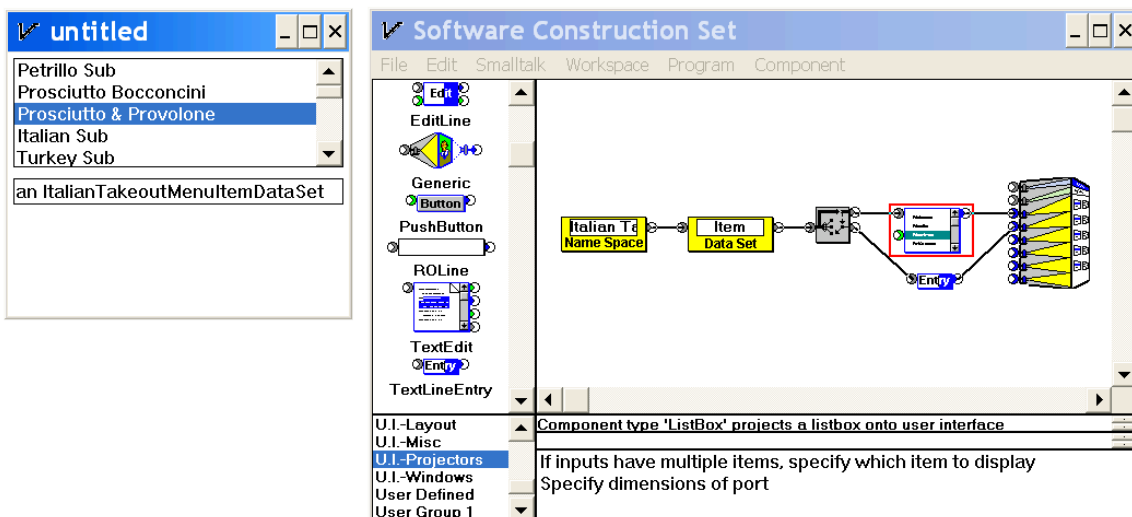 untitled
Petrillo Sub
Prosciutto Bocconcini
Prosciutto & Provolone
Italian Sub
Turkey Sub
an ItalianTakeoutMenuItemDataSet
Software Construction Set
File Edit Smalltalk Workspace Program Component
Edit
EditLine
Generic
Button
PushButton
ROLine
TextEdit
Entry
TextLineEntry
Italian Ta
Name Space
Item
Data Set
Entry
U.I.-Layout
U.I.-Misc
U.I.-Projectors
U.I.-Windows
User Defined
User Group 1
Component type 'ListBox' projects a listbox onto user interface
If inputs have multiple items, specify which item to display
Specify dimensions of port